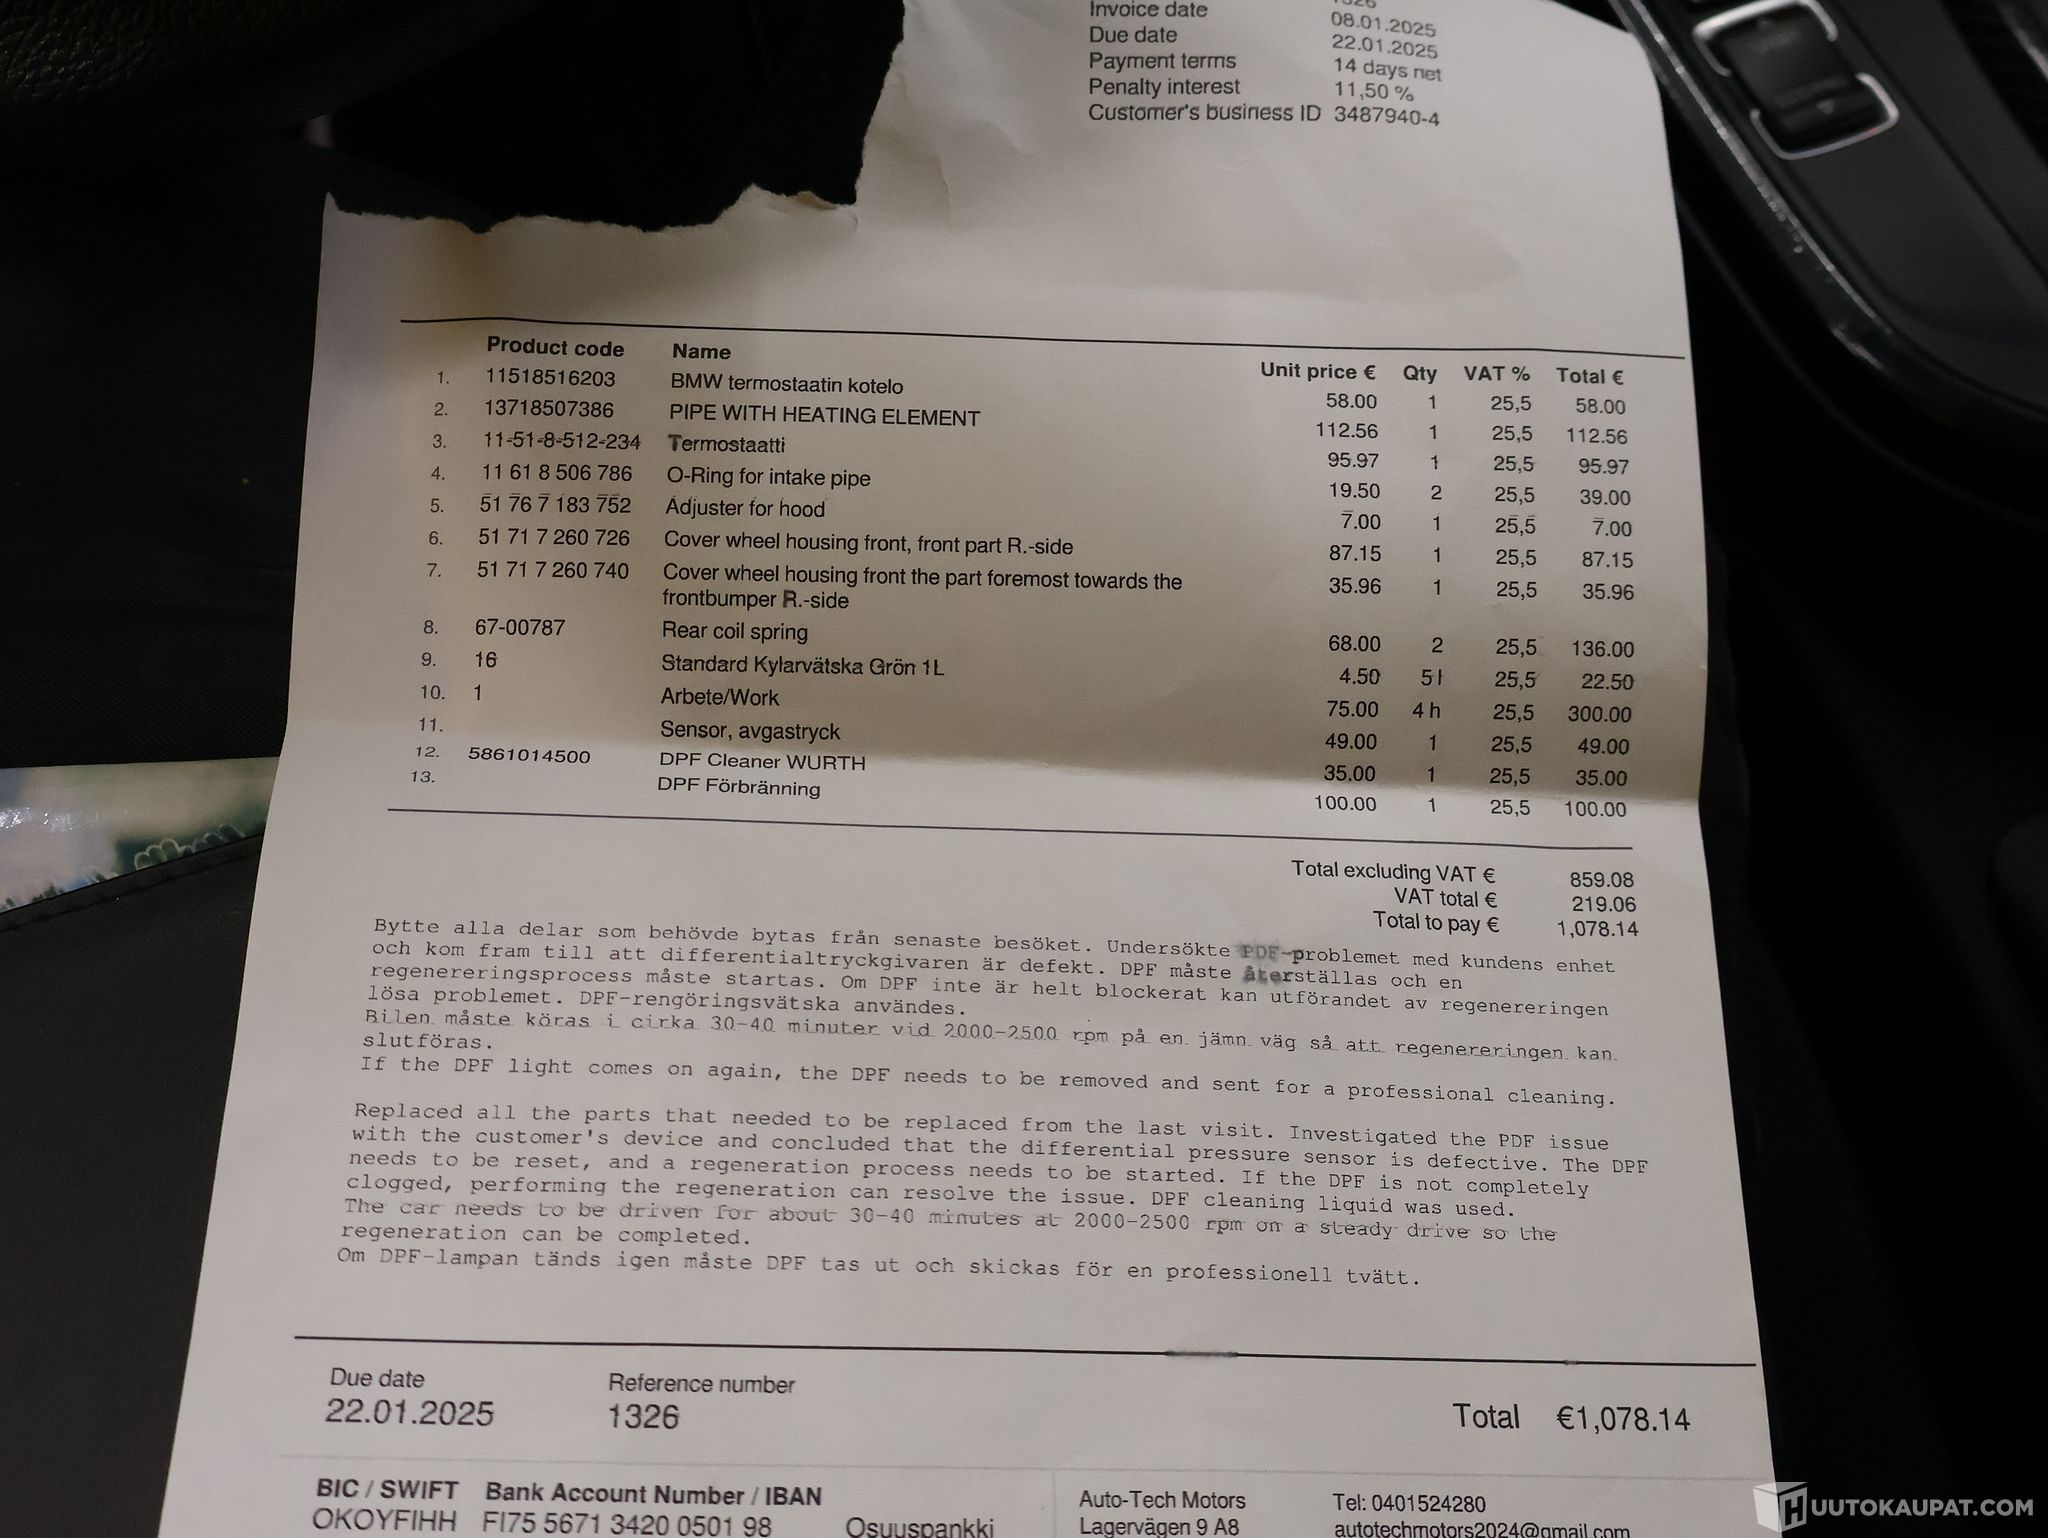 1326
Invoice date 08.01.2025
Due date 22.01.2025
Payment terms 14 days net
Penalty interest 11,50 %
Customer's business ID 3487940-4
Product code Name Unit price € Qty VAT % Total €
1. 11518516203 BMW termostaatin kotelo 58.00 1 25,5 58.00
2. 13718507386 PIPE WITH HEATING ELEMENT 112.56 1 25,5 112.56
3. 11-51-8-512-234 Termostaatti 95.97 1 25,5 95.97
4. 11 61 8 506 786 O-Ring for intake pipe 19.50 2 25,5 39.00
5. 51 76 7 183 752 Adjuster for hood 7.00 1 25,5 7.00
6. 51 71 7 260 726 Cover wheel housing front, front part R.-side 87.15 1 25,5 87.15
7. 51 71 7 260 740 Cover wheel housing front the part foremost towards the 35.96 1 25,5 35.96
frontbumper R.-side
8. 67-00787 Rear coil spring 68.00 2 25,5 136.00
9. 16 Standard Kylarvätska Grön 1L 4.50 5 l 25,5 22.50
10. 1 Arbete/Work 75.00 4 h 25,5 300.00
11. Sensor, avgastryck 49.00 1 25,5 49.00
12. 5861014500 DPF Cleaner WURTH 35.00 1 25,5 35.00
13. DPF Förbränning 100.00 1 25,5 100.00
Total excluding VAT € 859.08
VAT total € 219.06
Total to pay € 1,078.14
Bytte alla delar som behövde bytas från senaste besöket. Undersökte PDF-problemet med kundens enhet
och kom fram till att differentialtryckgivaren är defekt. DPF måste återställas och en
regenereringsprocess måste startas. Om DPF inte är helt blockerat kan utförandet av regenereringen
lösa problemet. DPF-rengöringsvätska användes.
Bilen måste köras i cirka 30-40 minuter vid 2000-2500 rpm på en jämn väg så att regenereringen kan
slutföras.
If the DPF light comes on again, the DPF needs to be removed and sent for a professional cleaning.
Replaced all the parts that needed to be replaced from the last visit. Investigated the PDF issue
with the customer's device and concluded that the differential pressure sensor is defective. The DPF
needs to be reset, and a regeneration process needs to be started. If the DPF is not completely
clogged, performing the regeneration can resolve the issue. DPF cleaning liquid was used.
The car needs to be driven for about 30-40 minutes at 2000-2500 rpm on a steady drive so the
regeneration can be completed.
Om DPF-lampan tänds igen måste DPF tas ut och skickas för en professionell tvätt.
Due date Reference number
22.01.2025 1326 Total €1,078.14
BIC / SWIFT Bank Account Number / IBAN Auto-Tech Motors Tel: 0401524280
OKOYFIHH FI75 5671 3420 0501 98 Osuuspankki Lagervägen 9 A8 autotechmotors2024@gmail.com
HUUTOKAUPAT.COM